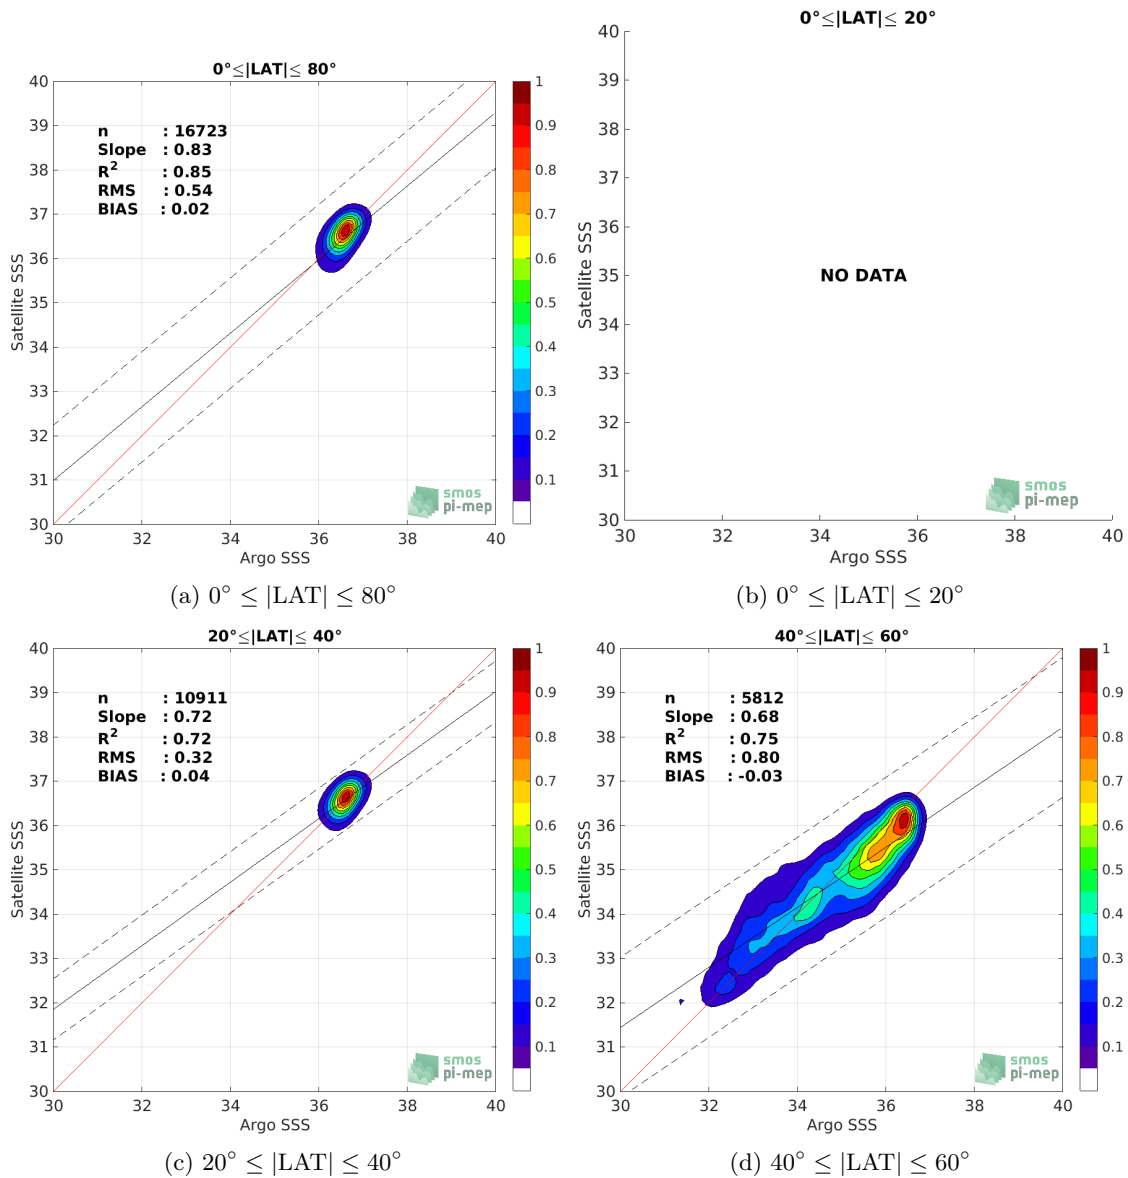 0°≤|LAT|≤ 80°
40
39
38
37
36
35
34
33
32
31
30
Satellite SSS
n : 16723
Slope : 0.83
R2 : 0.85
RMS : 0.54
BIAS : 0.02
smos
pi-mep
30 32 34 36 38 40
Argo SSS
1
0.9
0.8
0.7
0.6
0.5
0.4
0.3
0.2
0.1
(a) 0° ≤ |LAT| ≤ 80°
0°≤|LAT|≤ 20°
40
39
38
37
36
35
34
33
32
31
30
Satellite SSS
NO DATA
smos
pi-mep
30 32 34 36 38 40
Argo SSS
(b) 0° ≤ |LAT| ≤ 20°
20°≤|LAT|≤ 40°
40
39
38
37
36
35
34
33
32
31
30
Satellite SSS
n : 10911
Slope : 0.72
R2 : 0.72
RMS : 0.32
BIAS : 0.04
smos
pi-mep
30 32 34 36 38 40
Argo SSS
1
0.9
0.8
0.7
0.6
0.5
0.4
0.3
0.2
0.1
(c) 20° ≤ |LAT| ≤ 40°
40°≤|LAT|≤ 60°
40
39
38
37
36
35
34
33
32
31
30
Satellite SSS
n : 5812
Slope : 0.68
R2 : 0.75
RMS : 0.80
BIAS : -0.03
smos
pi-mep
30 32 34 36 38 40
Argo SSS
1
0.9
0.8
0.7
0.6
0.5
0.4
0.3
0.2
0.1
(d) 40° ≤ |LAT| ≤ 60°